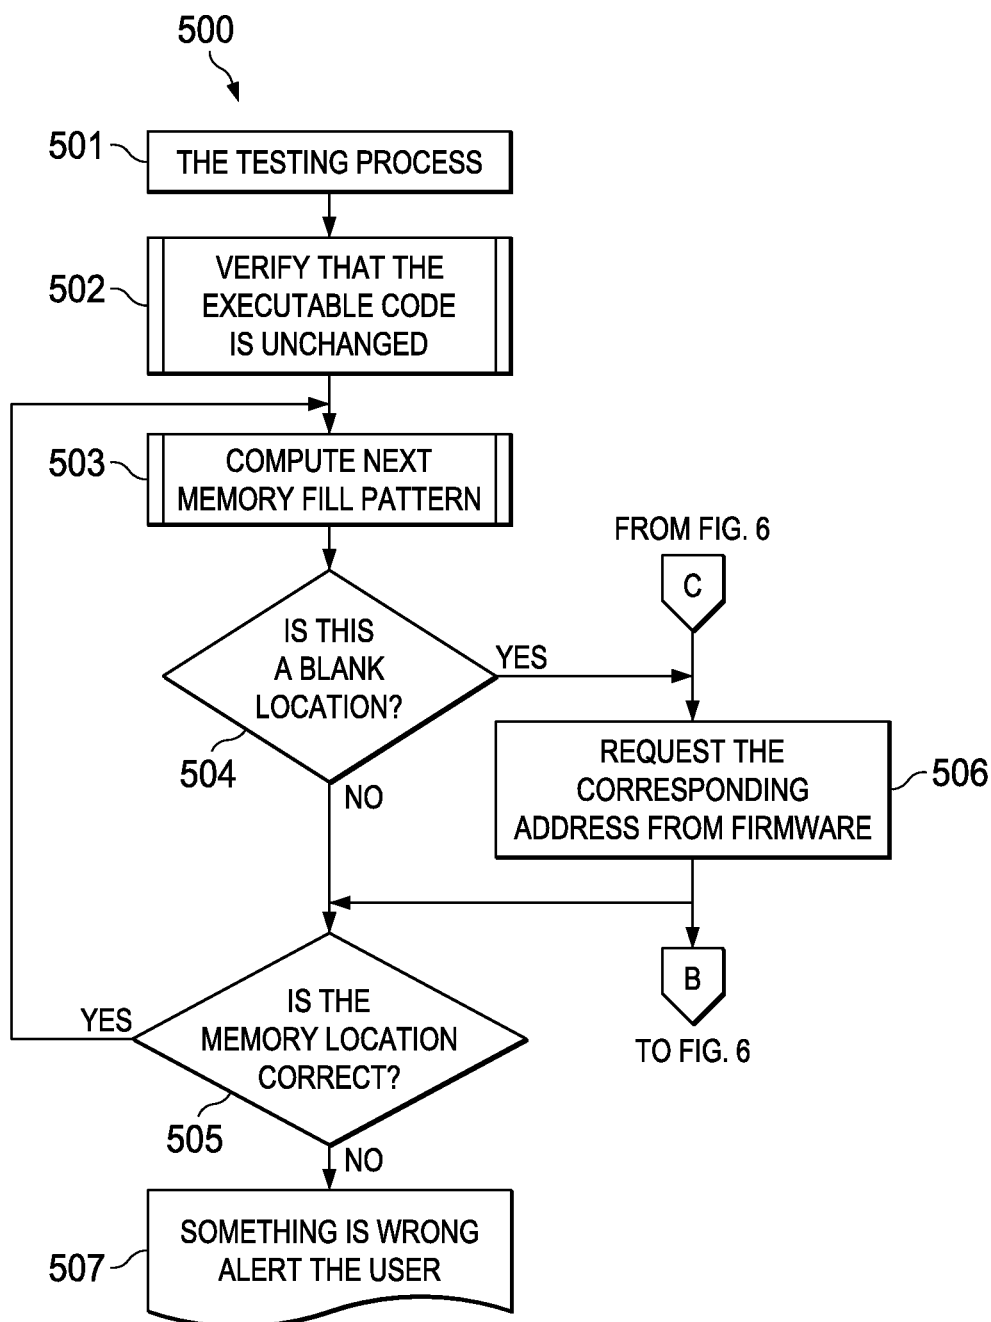 500
501
THE TESTING PROCESS
502
VERIFY THAT THE
EXECUTABLE CODE
IS UNCHANGED
503
COMPUTE NEXT
MEMORY FILL PATTERN
FROM FIG. 6
C
IS THIS
A BLANK
LOCATION?
YES
504
NO
REQUEST THE
CORRESPONDING
ADDRESS FROM FIRMWARE
506
B
TO FIG. 6
YES
IS THE
MEMORY LOCATION
CORRECT?
505
NO
507
SOMETHING IS WRONG
ALERT THE USER